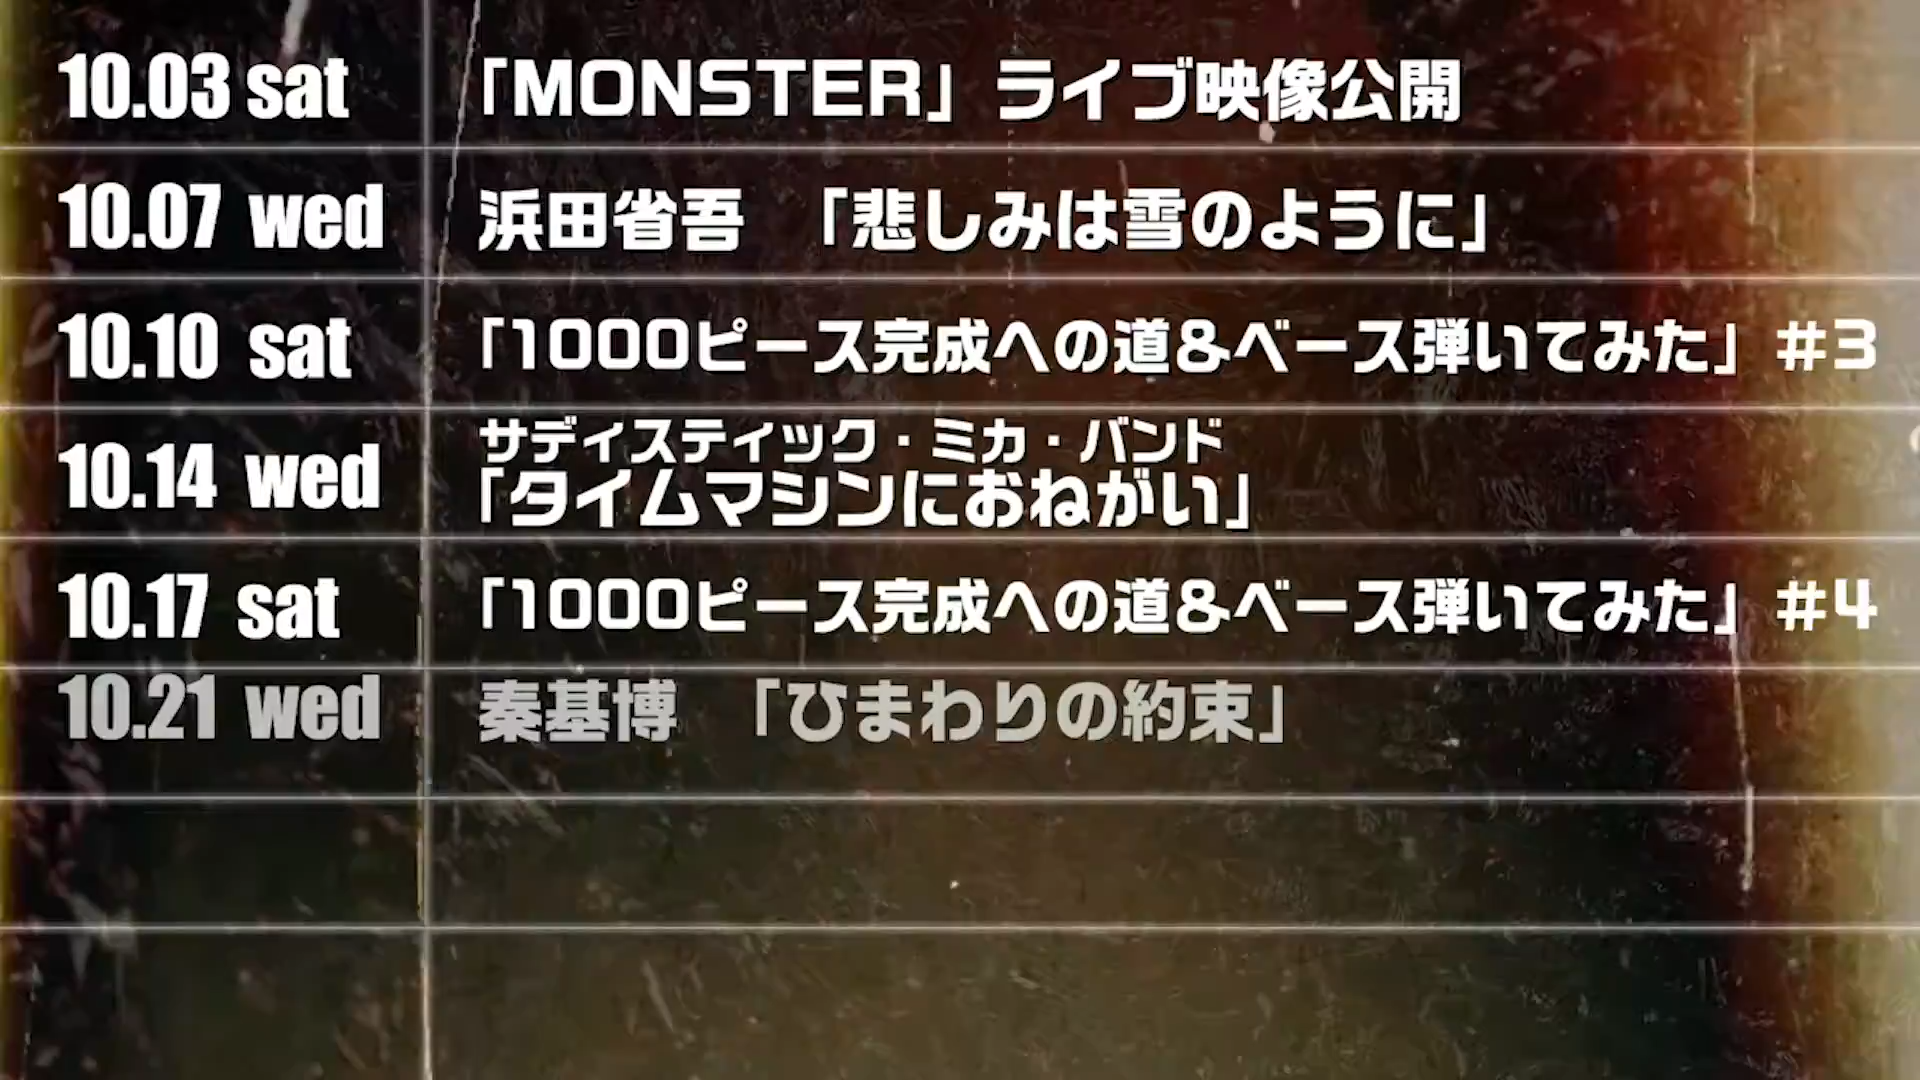 10.03 sat 「MONSTER」ライブ映像公開
10.07 wed 浜田省吾 「悲しみは雪のように」
10.10 sat 「1000ピース完成への道&ベース弾いてみた」#3
10.14 wed サディスティック・ミカ・バンド
「タイムマシンにおねがい」
10.17 sat 「1000ピース完成への道&ベース弾いてみた」#4
10.21 wed 秦基博 「ひまわりの約束」